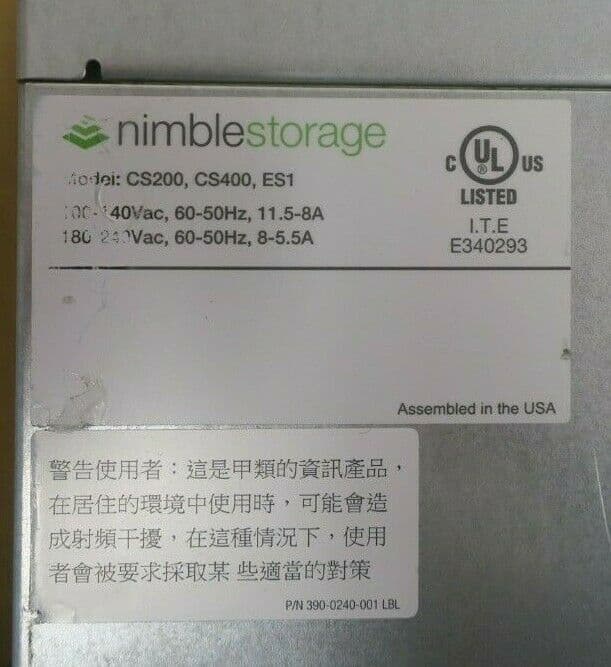 nimblestorage
Model: CS200, CS400, ES1
100-140Vac, 60-50Hz, 11.5-8A
180-240Vac, 60-50Hz, 8-5.5A
C UL US
LISTED
I.T.E
E340293
Assembled in the USA
警告使用者：這是甲類的資訊產品，
在居住的環境中使用時，可能會造
成射頻干擾，在這種情況下，使用
者會被要求採取某 些適當的對策
P/N 390-0240-001 LBL